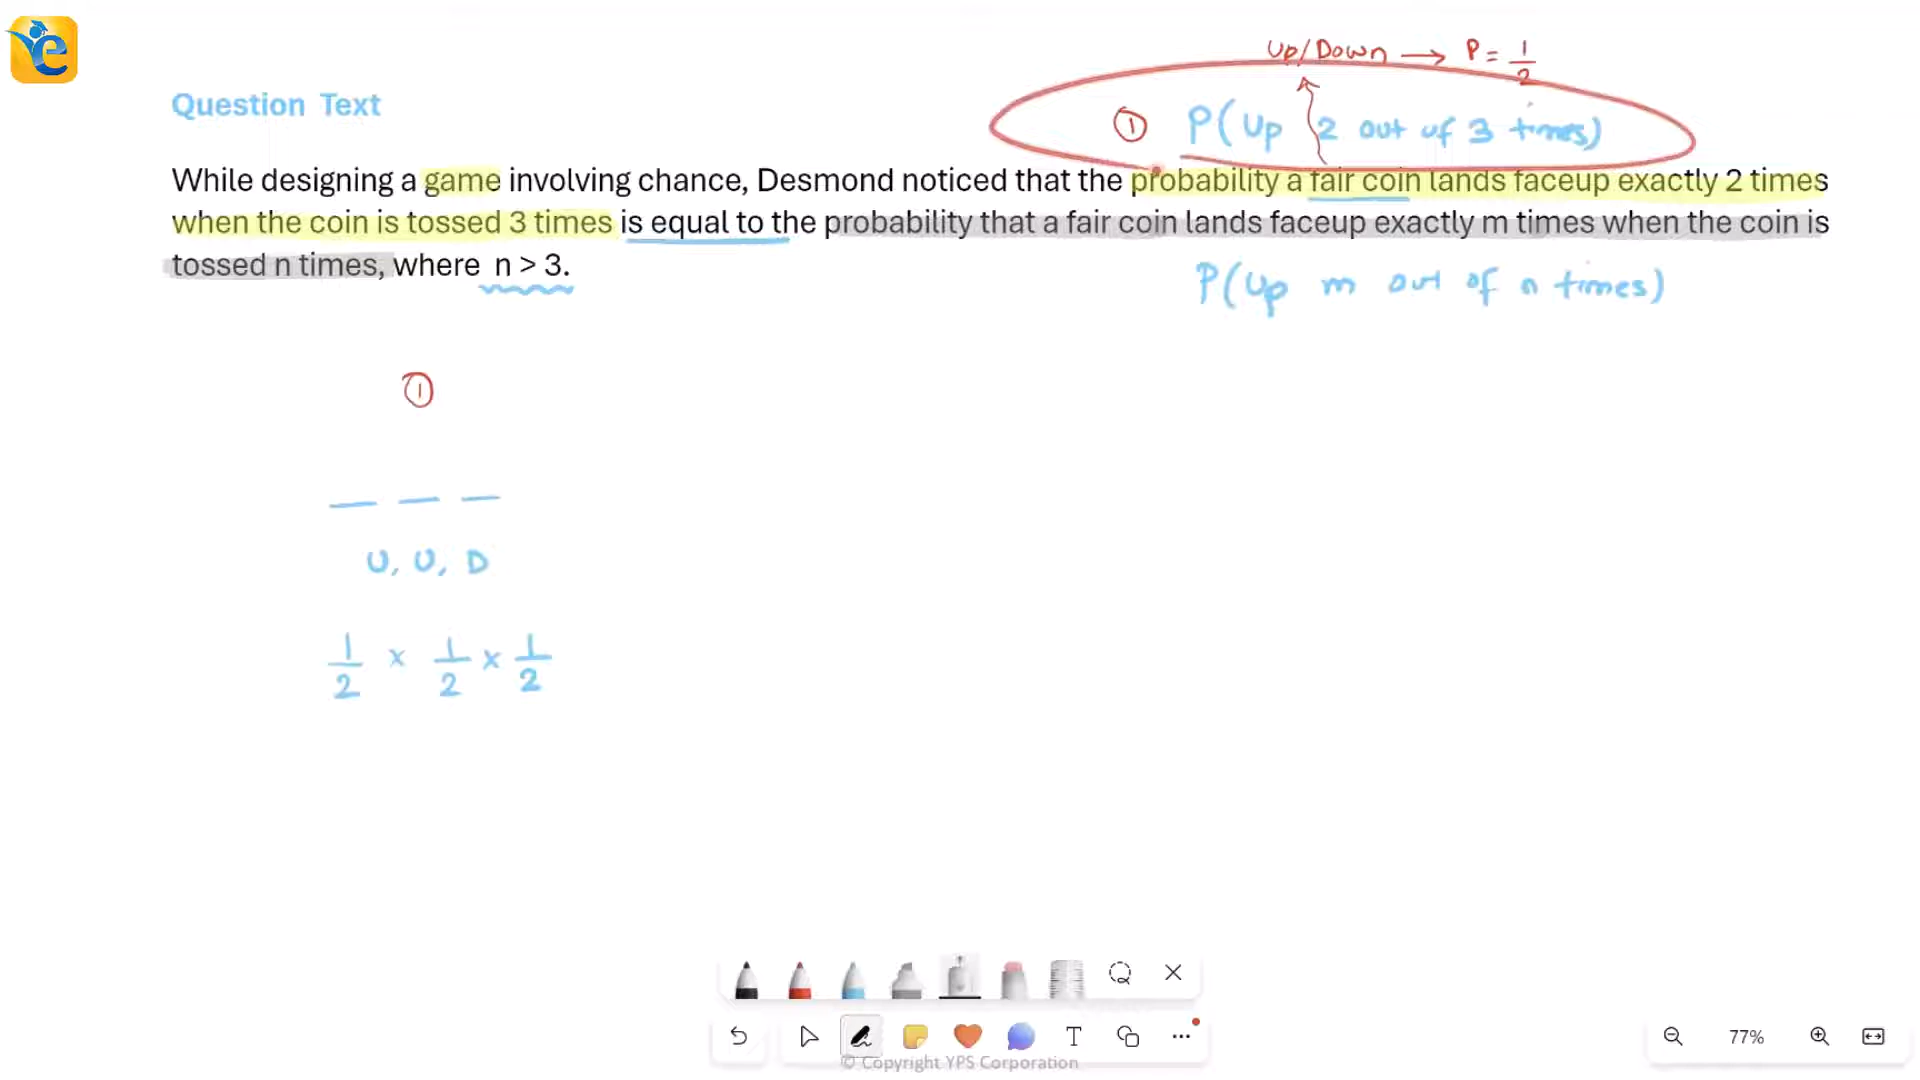 Up/Down → P = 1/2
① P(Up 2 out of 3 times)
Question Text
While designing a game involving chance, Desmond noticed that the probability a fair coin lands faceup exactly 2 times
when the coin is tossed 3 times is equal to the probability that a fair coin lands faceup exactly m times when the coin is
tossed n times, where n > 3.
P(Up m out of n times)
①
U, U, D
1/2 × 1/2 × 1/2
77%
© Copyright YPS Corporation